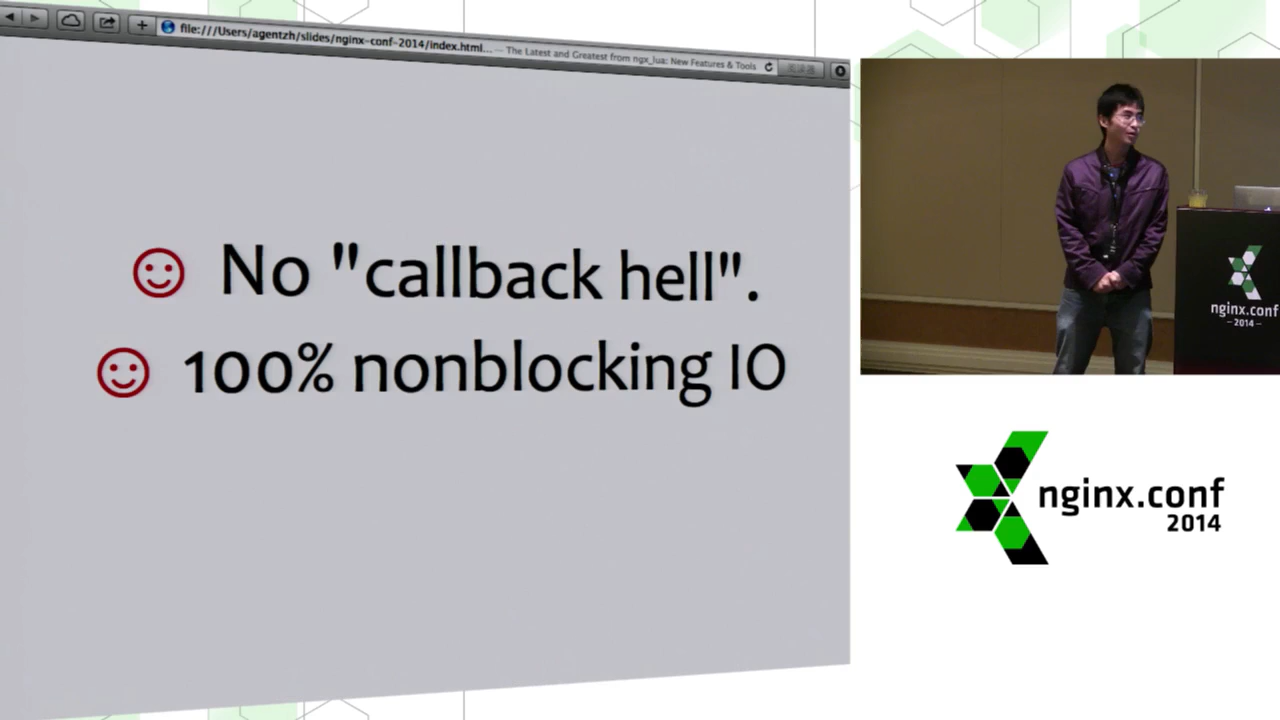 file:///Users/agentzh/slides/nginx-conf-2014/index.html... — The Latest and Greatest from ngx_lua: New Features & Tools
☺ No "callback hell".
☺ 100% nonblocking IO
nginx.conf
– 2014 –
nginx.conf
2014